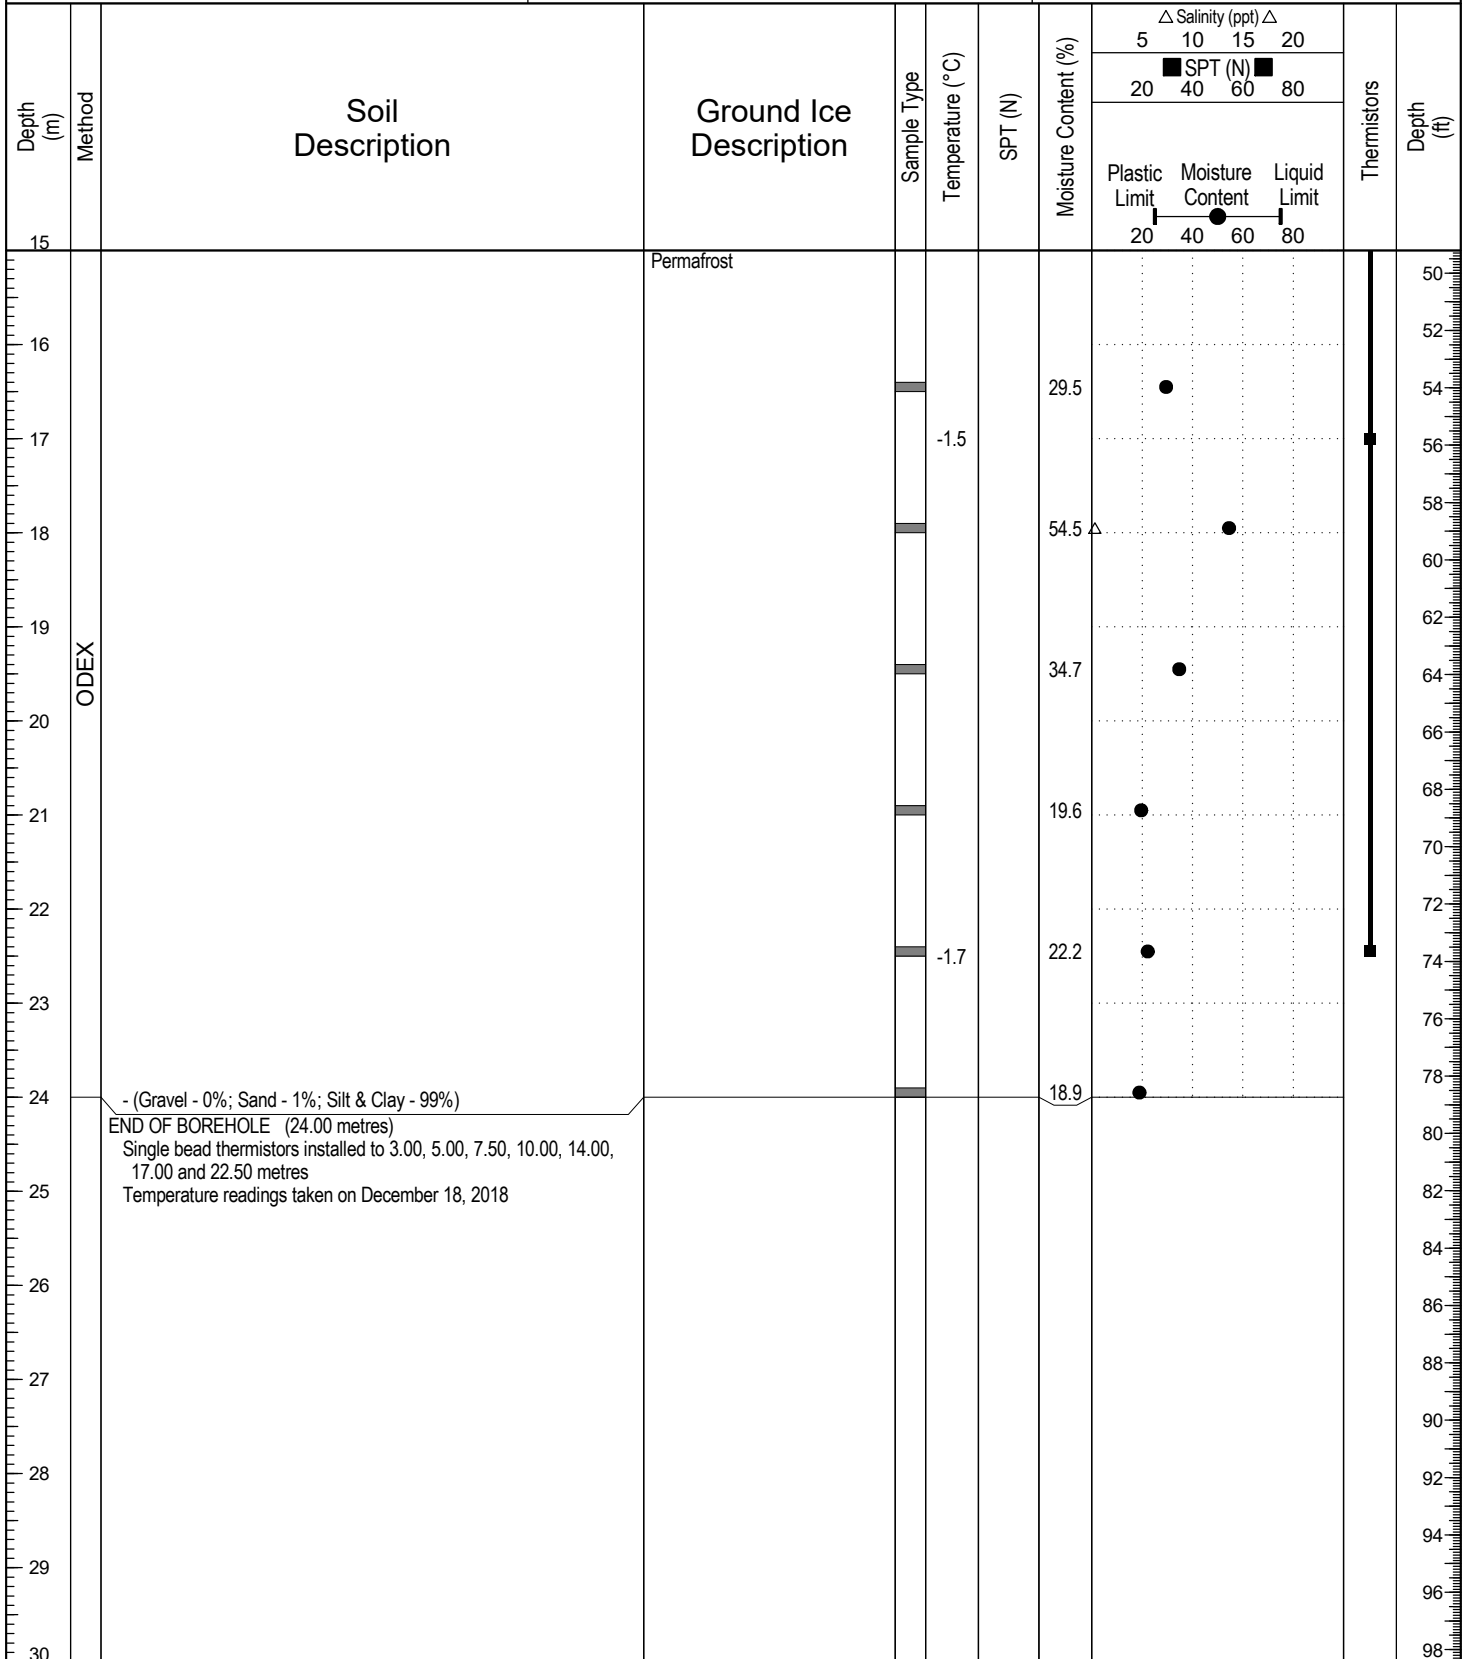 Depth
(m)
Method
Soil
Description
Ground Ice
Description
Sample Type
Temperature (°C)
SPT (N)
Moisture Content (%)
△ Salinity (ppt) △
5 10 15 20
■ SPT (N) ■
20 40 60 80
Plastic Moisture Liquid
Limit Content Limit
20 40 60 80
Thermistors
Depth
(ft)
15
Permafrost
50
52
16
29.5
54
17
-1.5
56
58
18
54.5
60
19
62
ODEX
34.7
64
20
66
68
21
19.6
70
22
72
-1.7
22.2
74
23
76
78
24
- (Gravel - 0%; Sand - 1%; Silt & Clay - 99%)
18.9
END OF BOREHOLE (24.00 metres)
80
Single bead thermistors installed to 3.00, 5.00, 7.50, 10.00, 14.00,
17.00 and 22.50 metres
25
Temperature readings taken on December 18, 2018
82
84
26
86
88
27
90
28
92
94
29
96
30
98